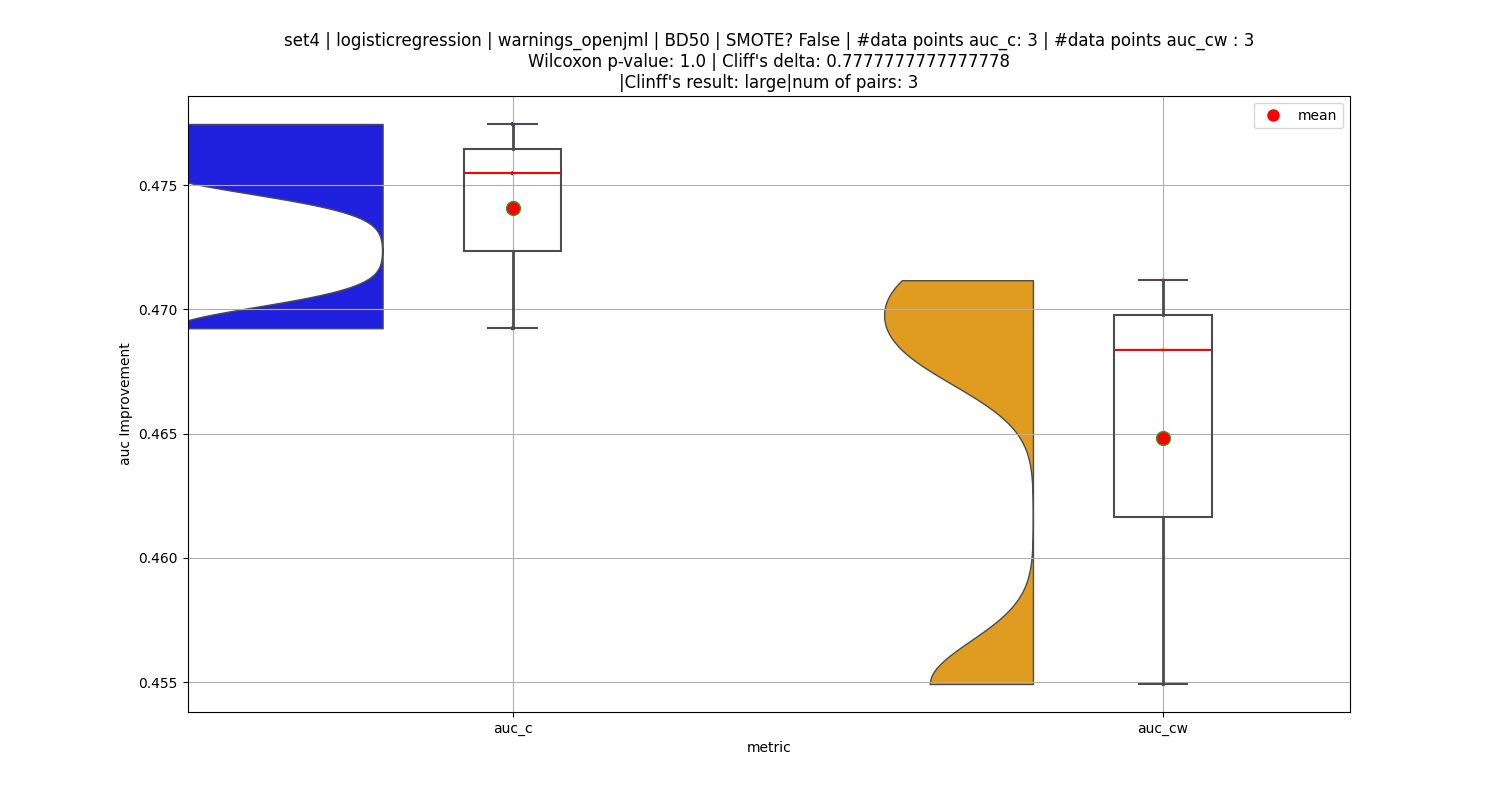 set4 | logisticregression | warnings_openjml | BD50 | SMOTE? False | #data points auc_c: 3 | #data points auc_cw : 3
Wilcoxon p-value: 1.0 | Cliff's delta: 0.7777777777777778
|Clinff's result: large|num of pairs: 3
mean
0.475
0.470
0.465
0.460
0.455
auc Improvement
auc_c
auc_cw
metric